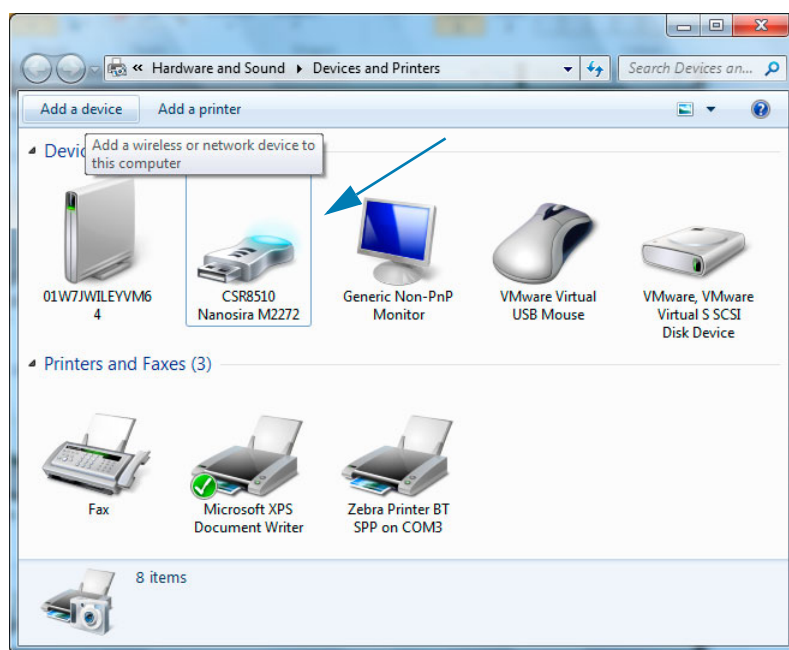 « Hardware and Sound ▸ Devices and Printers
Search Devices an...
Add a device Add a printer
Add a wireless or network device to
this computer
Devic
01W7JWILEYVM6
4
CSR8510
Nanosira M2272
Generic Non-PnP
Monitor
VMware Virtual
USB Mouse
VMware, VMware
Virtual S SCSI
Disk Device
Printers and Faxes (3)
Fax
Microsoft XPS
Document Writer
Zebra Printer BT
SPP on COM3
8 items